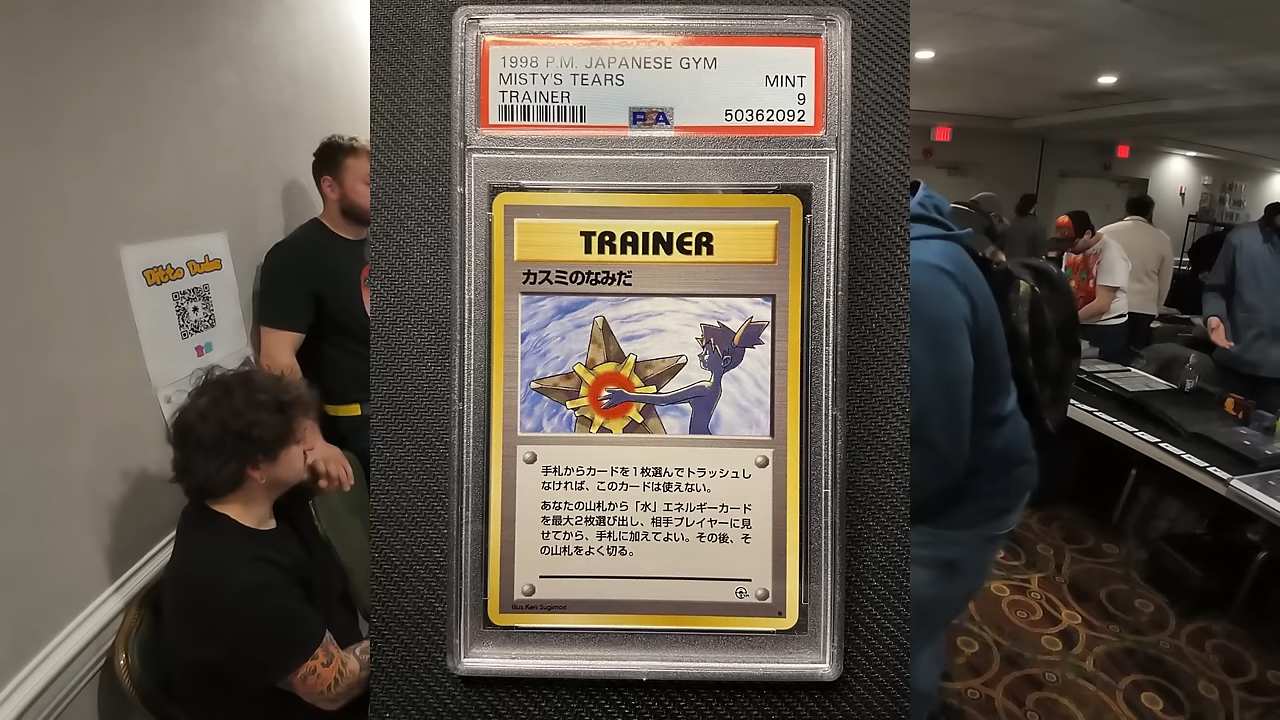 Ditto Dudes
1998 P.M. JAPANESE GYM
MISTY'S TEARS
MINT
TRAINER
9
PSA
50362092
TRAINER
カスミのなみだ
手札からカードを1枚選んでトラッシュし
なければ、このカードは使えない。
あなたの山札から「水」エネルギーカード
を最大2枚選び出し、相手プレイヤーに見
せてから、手札に加えてよい。その後、そ
の山札をよく切る。
Illus. Ken Sugimori